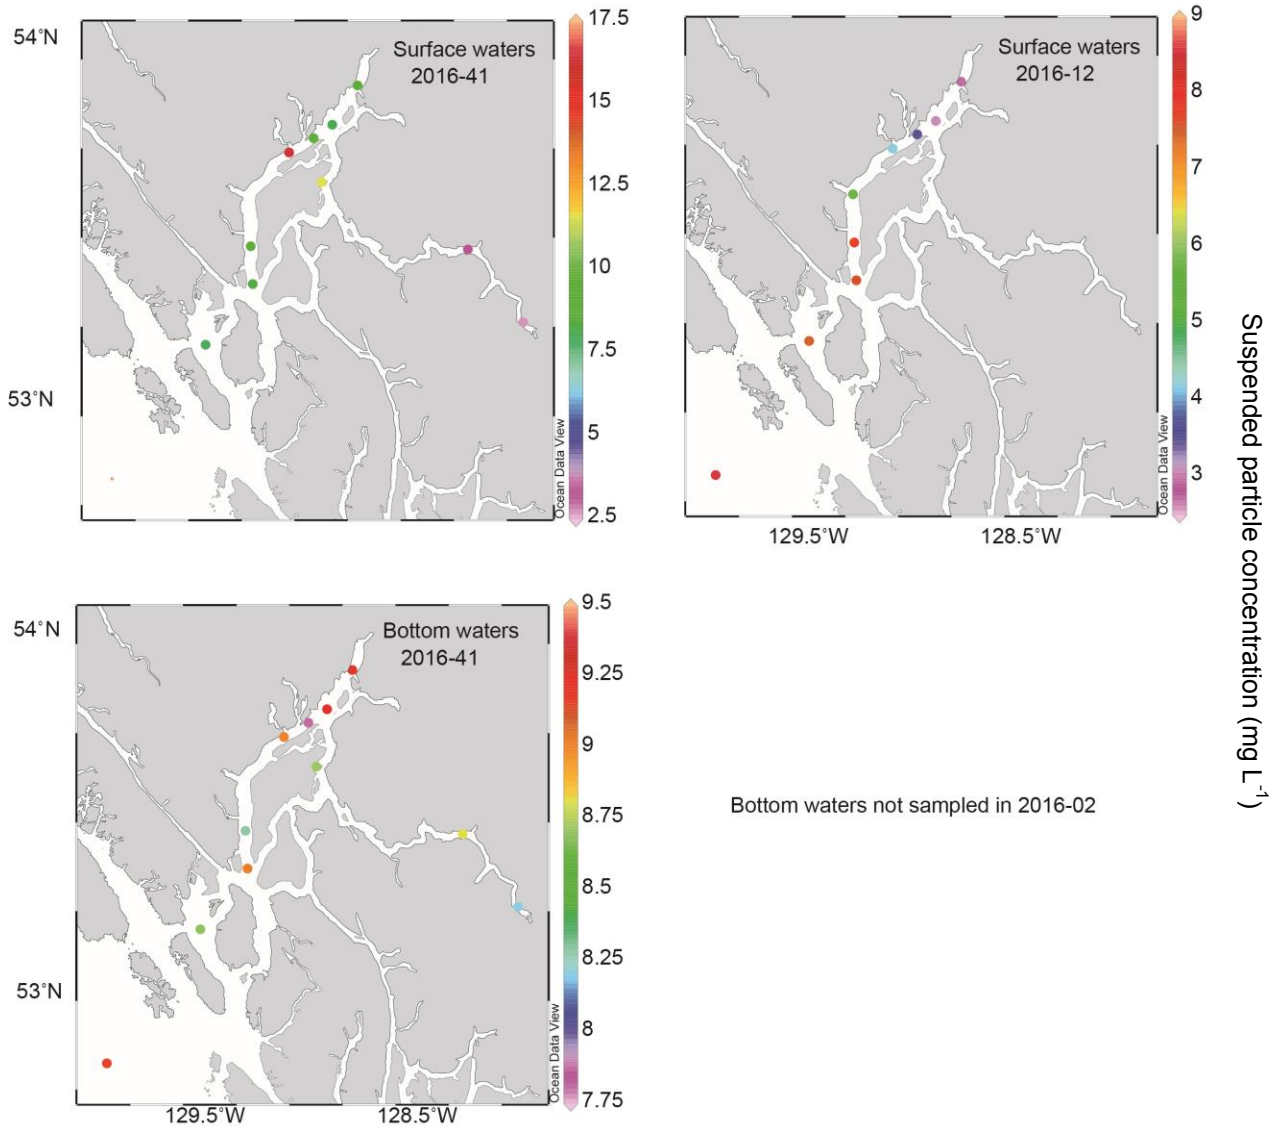 54°N
53°N
Surface waters
2016-41
17.5
15
12.5
10
7.5
5
2.5
Ocean Data View
Surface waters
2016-12
9
8
7
6
5
4
3
Ocean Data View
129.5°W
128.5°W
Suspended particle concentration (mg L-1)
54°N
53°N
Bottom waters
2016-41
9.5
9.25
9
8.75
8.5
8.25
8
7.75
Ocean Data View
129.5°W
128.5°W
Bottom waters not sampled in 2016-02